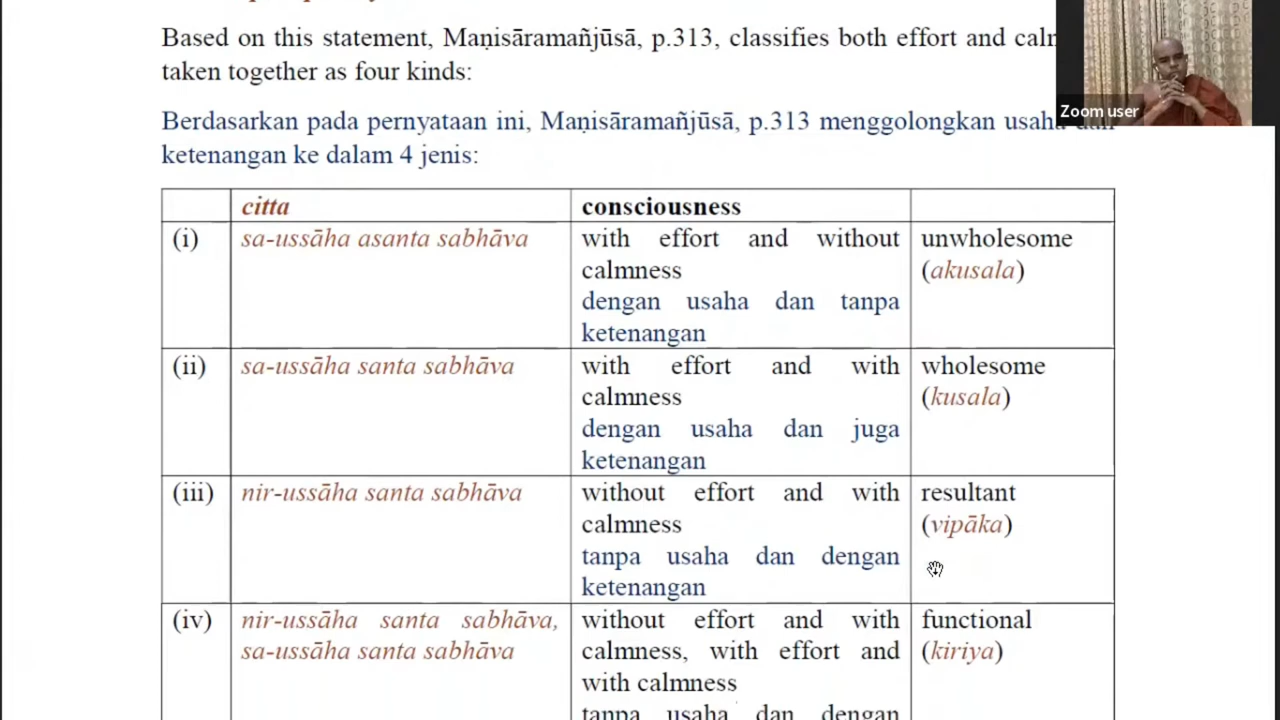 Based on this statement, Maṇisāramañjūsā, p.313, classifies both effort and
taken together as four kinds:
Zoom user
Berdasarkan pada pernyataan ini, Maṇisāramañjūsā, p.313 menggolongkan usaha
ketenangan ke dalam 4 jenis:
citta
consciousness
(i)
sa-ussāha asanta sabhāva
with effort and without
calmness
dengan usaha dan tanpa
ketenangan
unwholesome
(akusala)
(ii)
sa-ussāha santa sabhāva
with effort and with
calmness
dengan usaha dan juga
ketenangan
wholesome
(kusala)
(iii)
nir-ussāha santa sabhāva
without effort and with
calmness
tanpa usaha dan dengan
ketenangan
resultant
(vipāka)
(iv)
nir-ussāha santa sabhāva,
sa-ussāha santa sabhāva
without effort and with
calmness, with effort and
with calmness
tanpa usaha dan dengan
functional
(kiriya)